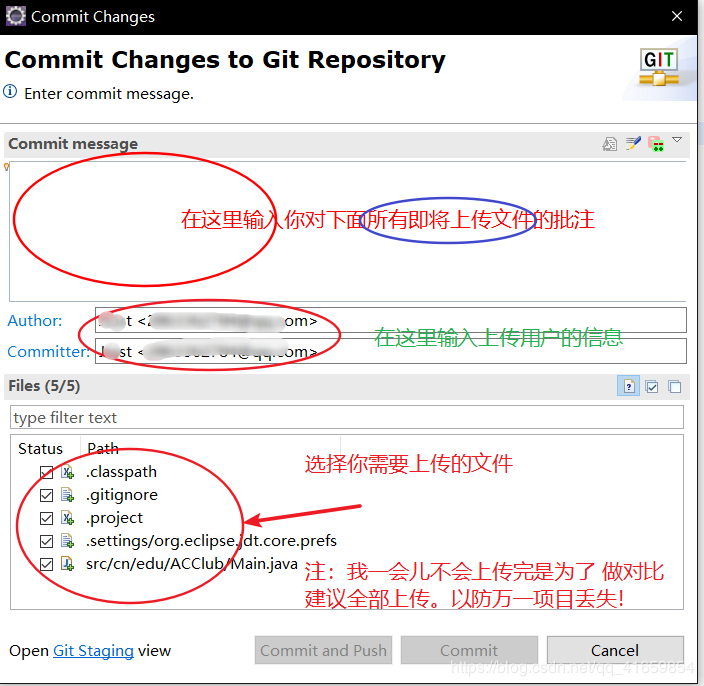 Commit Changes
Commit Changes to Git Repository
GIT
Enter commit message.
Commit message
在这里输入你对下面所有即将上传文件的批注
Author:
<2
om>
Committer:
@qq.com>
在这里输入上传用户的信息
Files (5/5)
type filter text
Status Path
.classpath
.gitignore
.project
.settings/org.eclipse.jdt.core.prefs
src/cn/edu/ACClub/Main.java
选择你需要上传的文件
注：我一会儿不会上传完是为了 做对比
建议全部上传。以防万一项目丢失!
Open Git Staging view
Commit and Push
Commit
Cancel
https://blog.csdn.net/qq_41659854